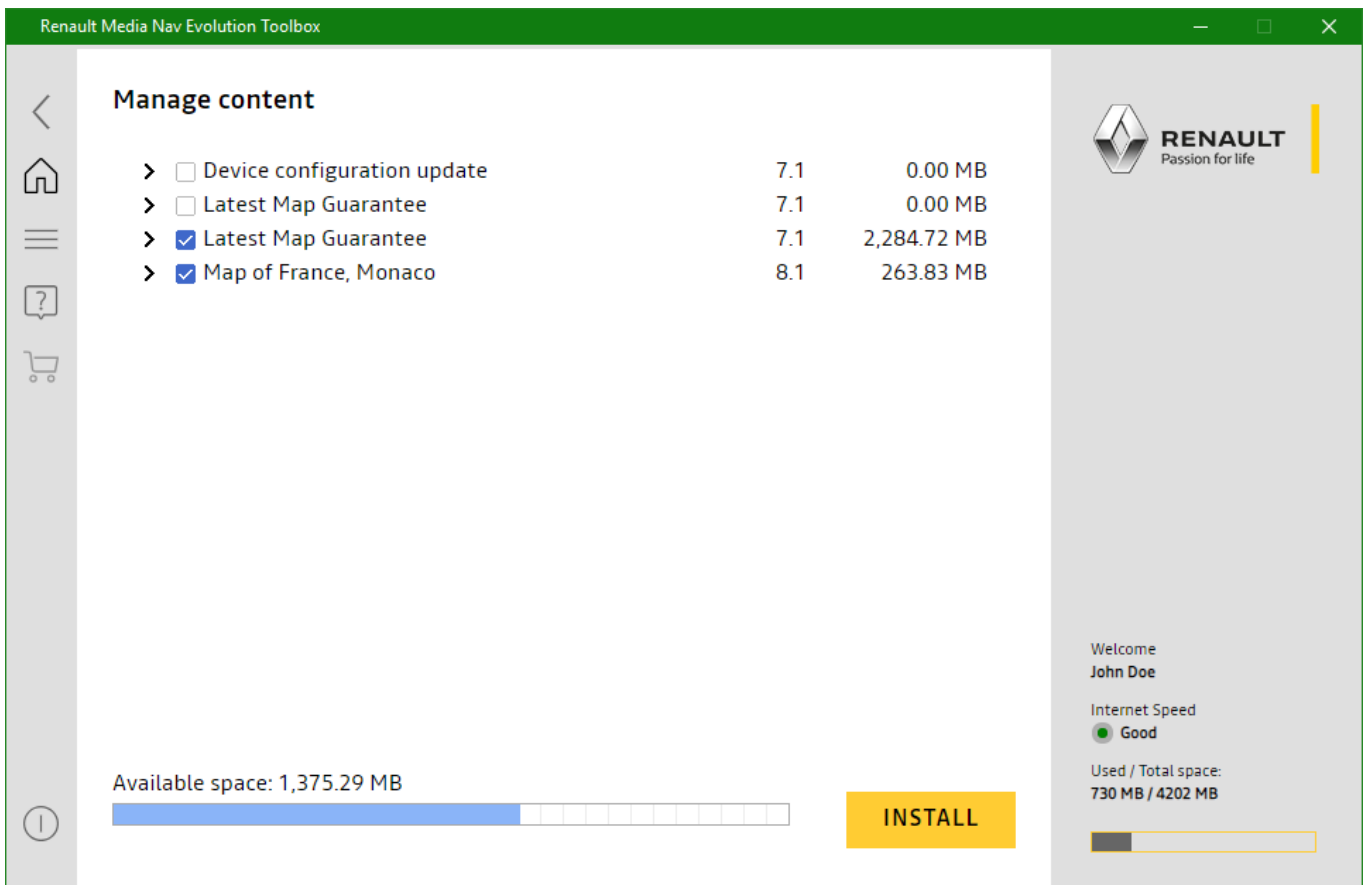 Renault Media Nav Evolution Toolbox
Manage content
Device configuration update 7.1 0.00 MB
Latest Map Guarantee 7.1 0.00 MB
Latest Map Guarantee 7.1 2,284.72 MB
Map of France, Monaco 8.1 263.83 MB
RENAULT
Passion for life
Welcome
John Doe
Internet Speed
Good
Available space: 1,375.29 MB
INSTALL
Used / Total space:
730 MB / 4202 MB